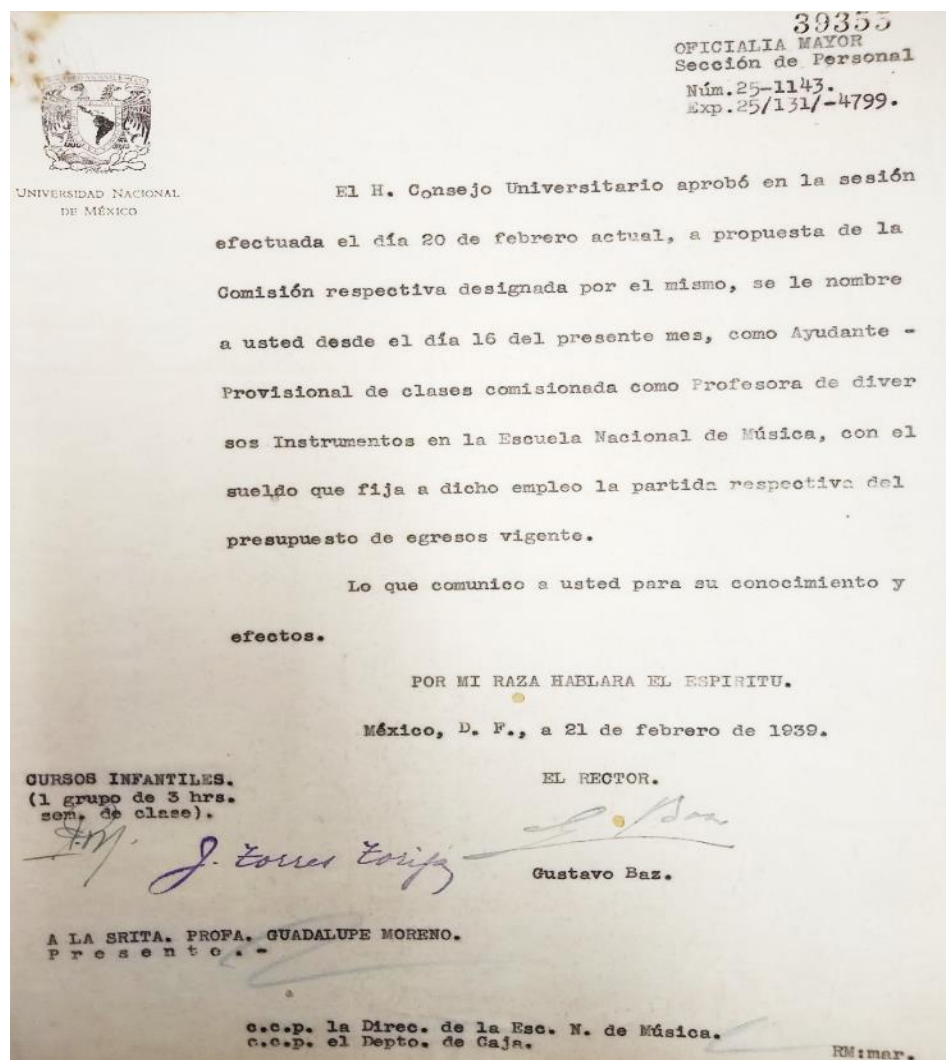 39355
OFICIALIA MAYOR
Sección de Personal
Núm.25-1143.
Exp.25/131/-4799.
UNIVERSIDAD NACIONAL
DE MÉXICO
El H. Consejo Universitario aprobó en la sesión
efectuada el día 20 de febrero actual, a propuesta de la
Comisión respectiva designada por el mismo, se le nombre
a usted desde el día 16 del presente mes, como Ayudante -
Provisional de clases comisionada como Profesora de diver
sos Instrumentos en la Escuela Nacional de Música, con el
sueldo que fija a dicho empleo la partida respectiva del
presupuesto de egresos vigente.
Lo que comunico a usted para su conocimiento y
efectos.
POR MI RAZA HABLARA EL ESPIRITU.
México, D. F., a 21 de febrero de 1939.
CURSOS INFANTILES.
(1 grupo de 3 hrs.
sem. de clase).
EL RECTOR.
J. Torres Torija
Gustavo Baz.
A LA SRITA. PROFA. GUADALUPE MORENO.
P r e s e n t e . -
c.c.p. la Direc. de la Esc. N. de Música.
c.c.p. el Depto. de Caja.
RM:mar.